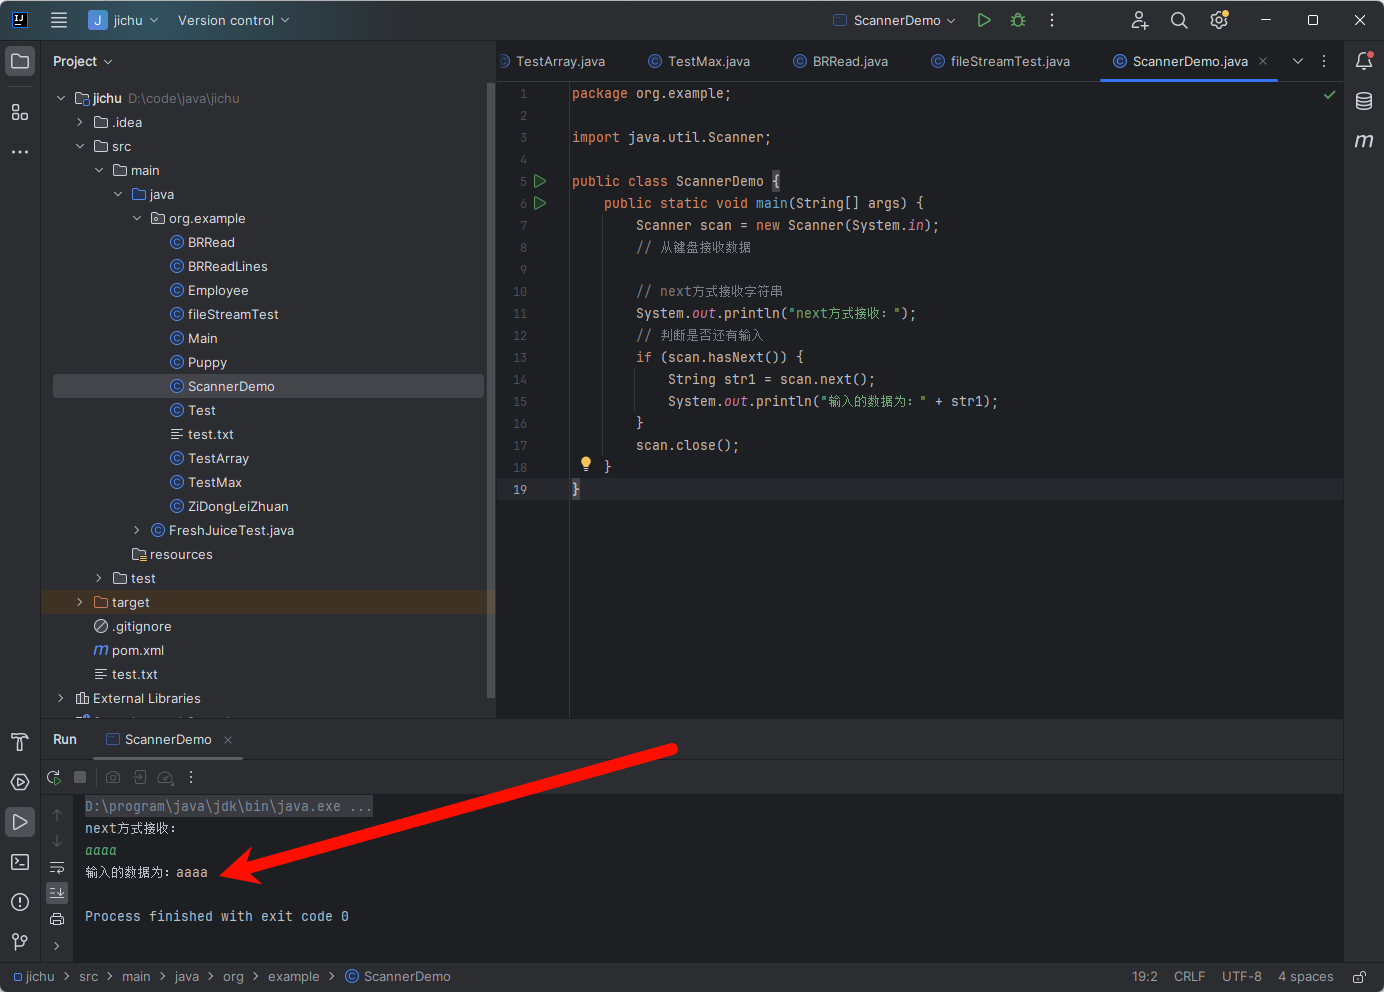 jichu
Version control
ScannerDemo
Project
TestArray.java
TestMax.java
BRRead.java
fileStreamTest.java
ScannerDemo.java
jichu D:\code\java\jichu
.idea
src
main
java
org.example
BRRead
BRReadLines
Employee
fileStreamTest
Main
Puppy
ScannerDemo
Test
test.txt
TestArray
TestMax
ZiDongLeiZhuan
FreshJuiceTest.java
resources
test
target
.gitignore
pom.xml
test.txt
External Libraries
1 package org.example;
2
3 import java.util.Scanner;
4
5 public class ScannerDemo {
6 public static void main(String[] args) {
7 Scanner scan = new Scanner(System.in);
8 // 从键盘接收数据
9
10 // next方式接收字符串
11 System.out.println("next方式接收：");
12 // 判断是否还有输入
13 if (scan.hasNext()) {
14 String str1 = scan.next();
15 System.out.println("输入的数据为：" + str1);
16 }
17 scan.close();
18 }
19 }
Run
ScannerDemo
D:\program\java\jdk\bin\java.exe ...
next方式接收：
aaaa
输入的数据为：aaaa
Process finished with exit code 0
jichu > src > main > java > org > example > ScannerDemo
19:2 CRLF UTF-8 4 spaces